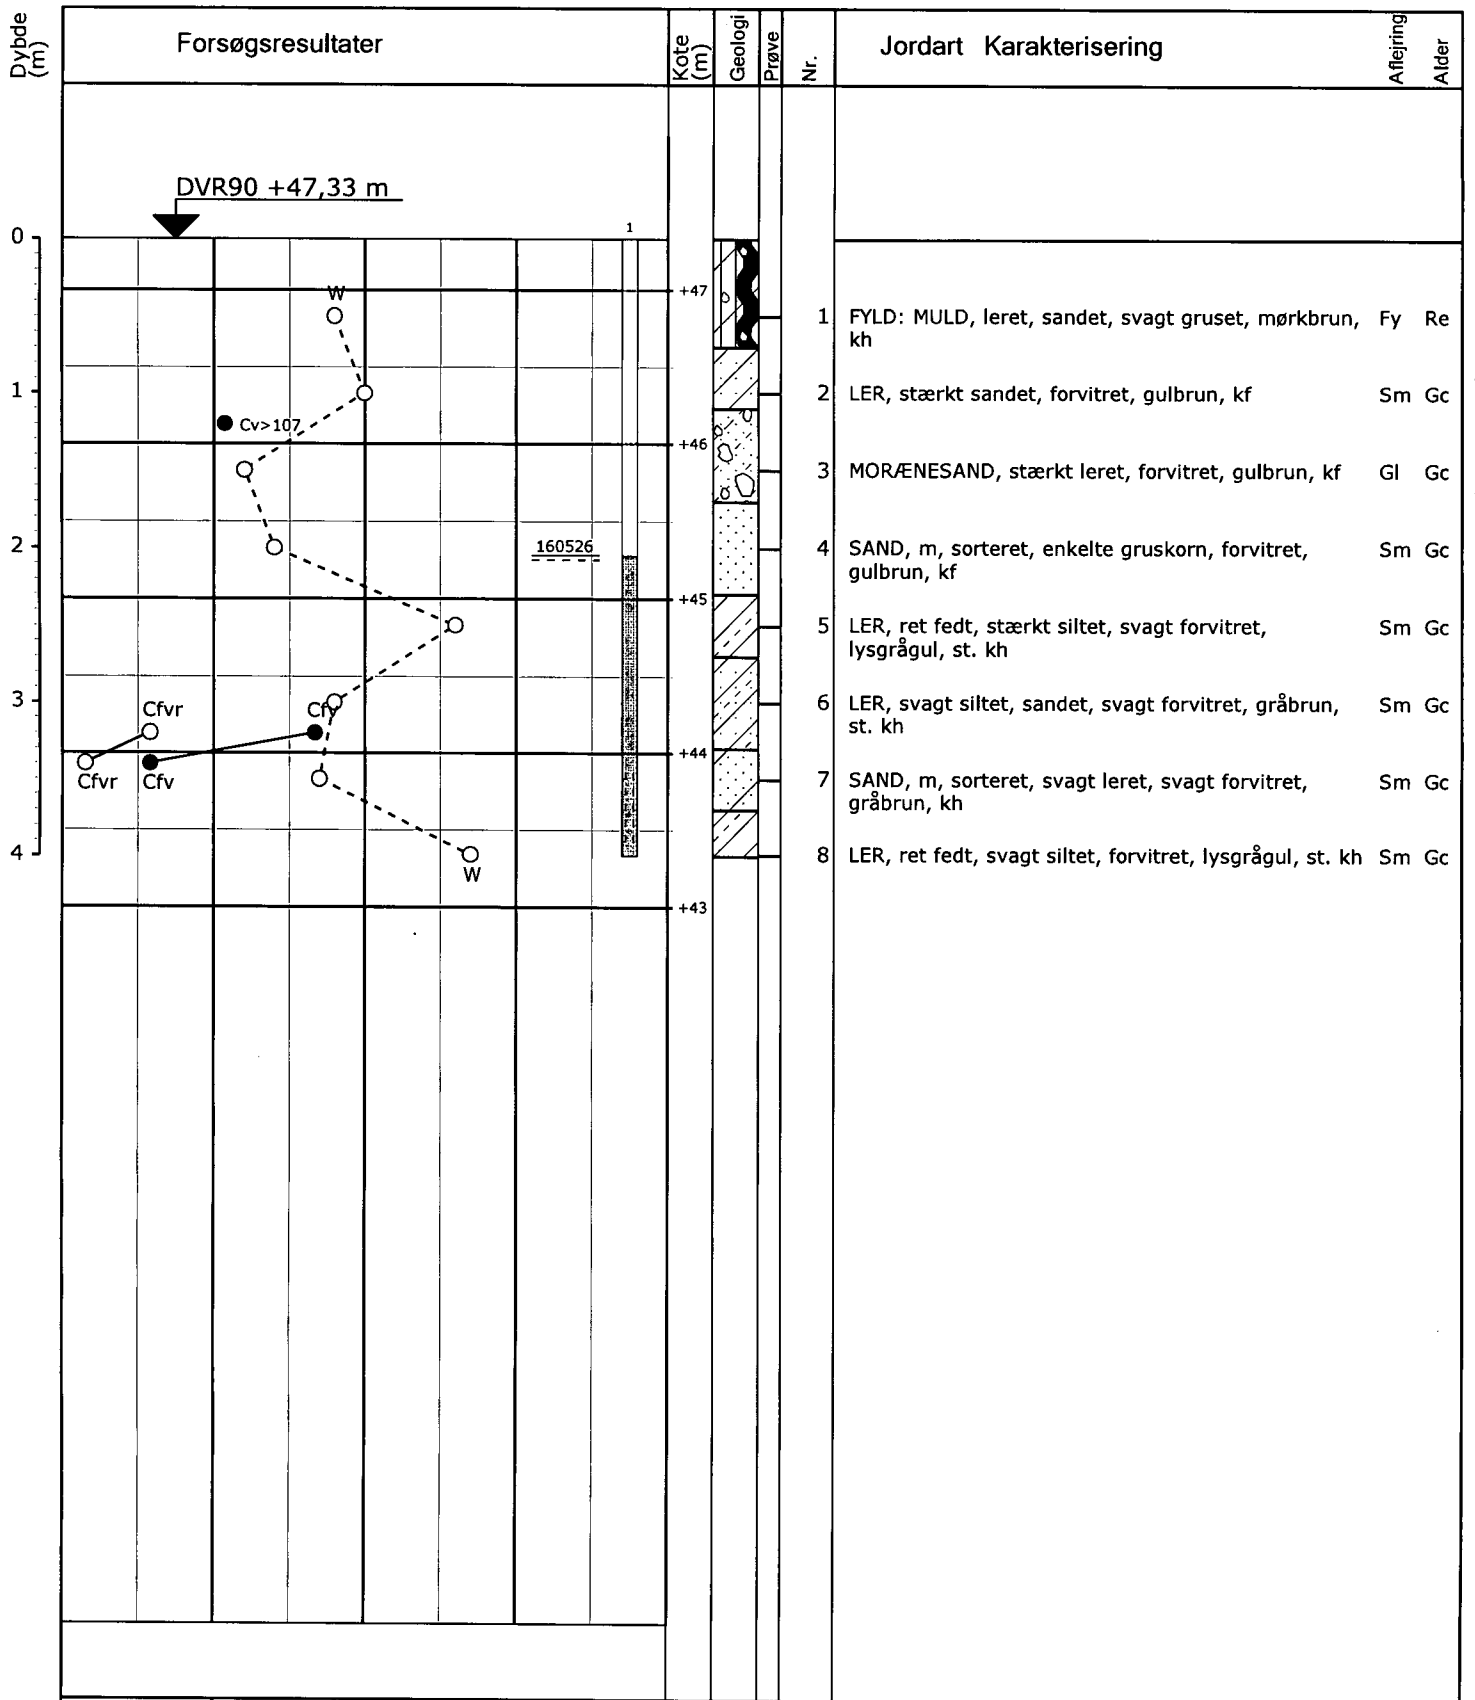 Dybde
(m)
Forsøgsresultater
Kote
(m)
Geologi
Prøve
Nr.
Jordart Karakterisering
Aflejring
Alder
DVR90 +47,33 m
0
1
W
+47
1 FYLD: MULD, leret, sandet, svagt gruset, mørkbrun, Fy Re
kh
1
2 LER, stærkt sandet, forvitret, gulbrun, kf Sm Gc
Cv>107
+46
3 MORÆNESAND, stærkt leret, forvitret, gulbrun, kf Gl Gc
2
160526
4 SAND, m, sorteret, enkelte gruskorn, forvitret, Sm Gc
gulbrun, kf
+45
5 LER, ret fedt, stærkt siltet, svagt forvitret, Sm Gc
lysgrågul, st. kh
3
Cfvr
Cfv
6 LER, svagt siltet, sandet, svagt forvitret, gråbrun, Sm Gc
st. kh
+44
Cfvr
Cfv
7 SAND, m, sorteret, svagt leret, svagt forvitret, Sm Gc
gråbrun, kh
4
W
8 LER, ret fedt, svagt siltet, forvitret, lysgrågul, st. kh Sm Gc
+43